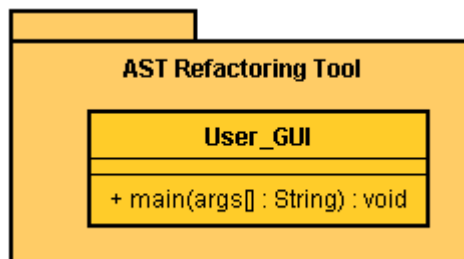 AST Refactoring Tool
User_GUI
+ main(args[] : String) : void